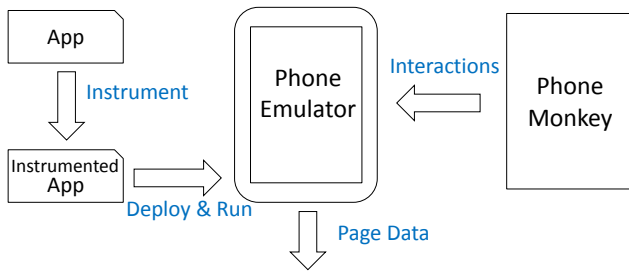 App
Instrument
Instrumented
App
Deploy & Run
Phone
Emulator
Interactions
Phone
Monkey
Page Data